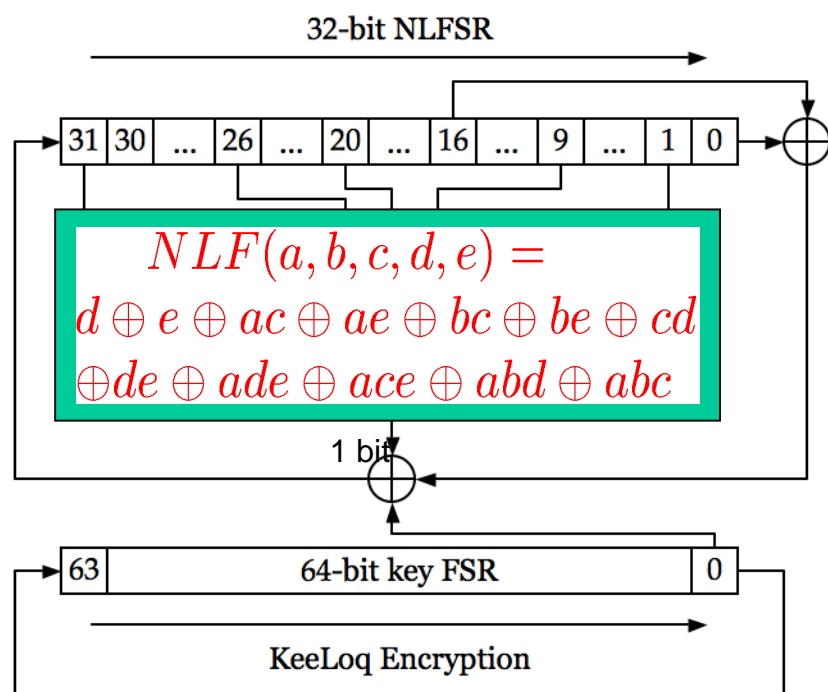 32-bit NLFSR
31 30 ... 26 ... 20 ... 16 ... 9 ... 1 0
NLF(a, b, c, d, e) =
d ⊕ e ⊕ ac ⊕ ae ⊕ bc ⊕ be ⊕ cd
⊕de ⊕ ade ⊕ ace ⊕ abd ⊕ abc
1 bit
63 64-bit key FSR 0
KeeLoq Encryption